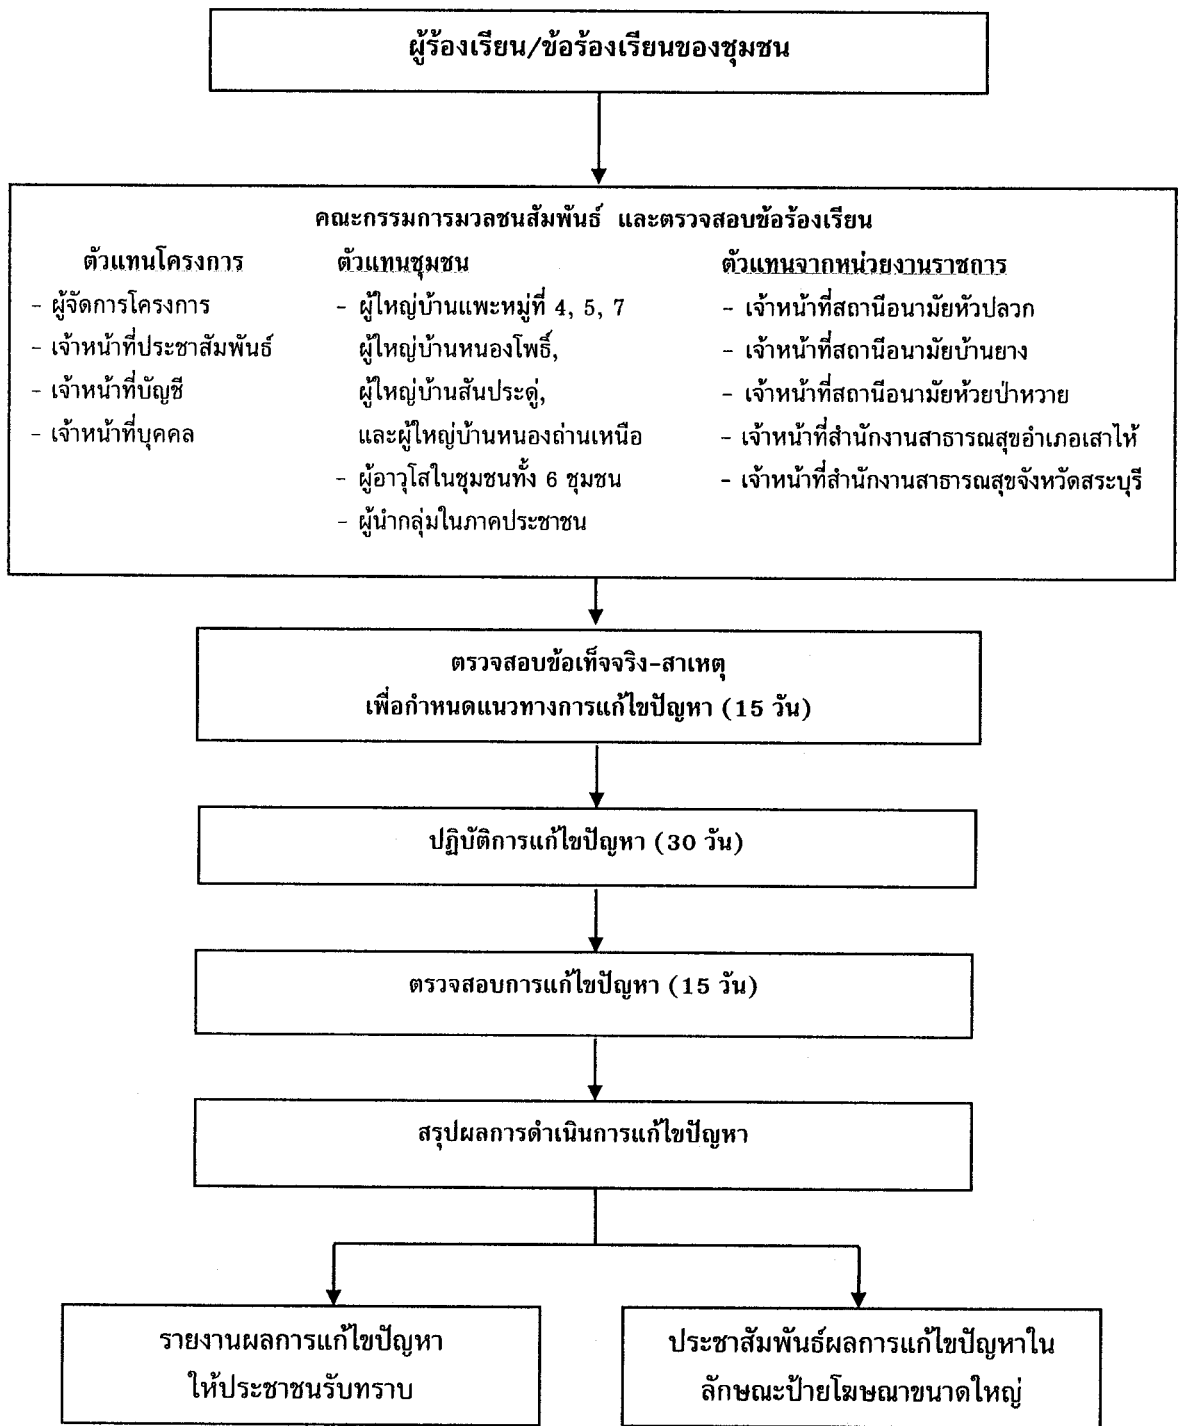 ผู้ร้องเรียน/ข้อร้องเรียนของชุมชน
คณะกรรมการมวลชนสัมพันธ์ และตรวจสอบข้อร้องเรียน
ตัวแทนโครงการ
- ผู้จัดการโครงการ
- เจ้าหน้าที่ประชาสัมพันธ์
- เจ้าหน้าที่บัญชี
- เจ้าหน้าที่บุคคล
ตัวแทนชุมชน
- ผู้ใหญ่บ้านแพะหมู่ที่ 4, 5, 7
ผู้ใหญ่บ้านหนองโพธิ์,
ผู้ใหญ่บ้านสันประดู่,
และผู้ใหญ่บ้านหนองถ่านเหนือ
- ผู้อาวุโสในชุมชนทั้ง 6 ชุมชน
- ผู้นำกลุ่มในภาคประชาชน
ตัวแทนจากหน่วยงานราชการ
- เจ้าหน้าที่สถานีอนามัยหัวปลวก
- เจ้าหน้าที่สถานีอนามัยบ้านยาง
- เจ้าหน้าที่สถานีอนามัยห้วยป่าหวาย
- เจ้าหน้าที่สำนักงานสาธารณสุขอำเภอเสาไห้
- เจ้าหน้าที่สำนักงานสาธารณสุขจังหวัดสระบุรี
ตรวจสอบข้อเท็จจริง-สาเหตุ
เพื่อกำหนดแนวทางการแก้ไขปัญหา (15 วัน)
ปฏิบัติการแก้ไขปัญหา (30 วัน)
ตรวจสอบการแก้ไขปัญหา (15 วัน)
สรุปผลการดำเนินการแก้ไขปัญหา
รายงานผลการแก้ไขปัญหา
ให้ประชาชนรับทราบ
ประชาสัมพันธ์ผลการแก้ไขปัญหาใน
ลักษณะป้ายโฆษณาขนาดใหญ่